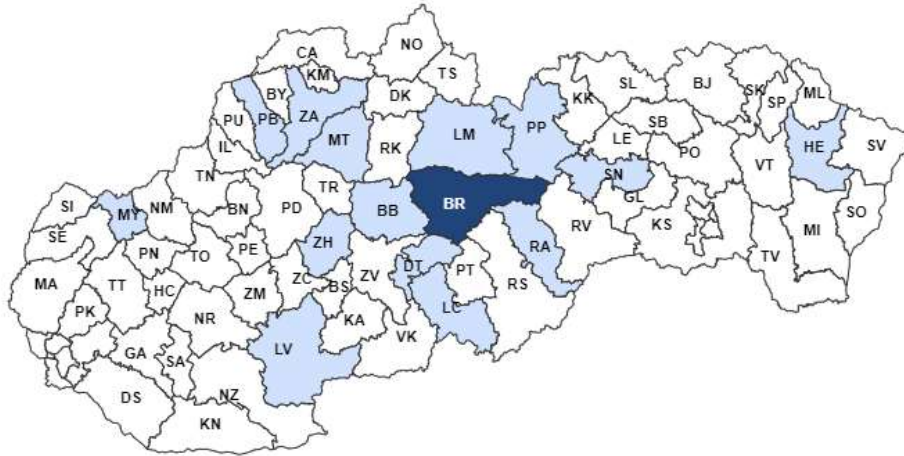 NO
CA
KM
TS
BY
DK
PU
PB
ZA
MT
IL
RK
LM
PP
KK
SL
BJ
SK
SP
ML
LE
SB
PO
VT
HE
SV
TN
TR
SI
MY
NM
BN
PD
BB
BR
SN
GL
SO
SE
PN
TO
PE
ZH
DT
PT
RA
RV
KS
MI
TV
MA
TT
HC
ZM
ZC
BS
ZV
RS
PK
NR
KA
LC
VK
GA
SA
LV
DS
NZ
KN